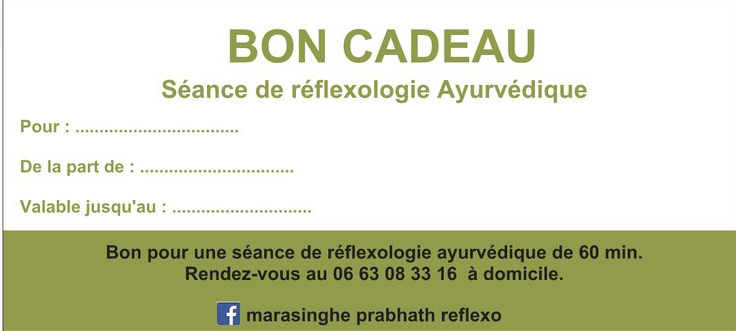 BON CADEAU
Séance de réflexologie Ayurvédique
Pour : ..................................
De la part de : ................................
Valable jusqu'au : .............................
Bon pour une séance de réflexologie ayurvédique de 60 min.
Rendez-vous au 06 63 08 33 16  à domicile.
marasinghe prabhath reflexo